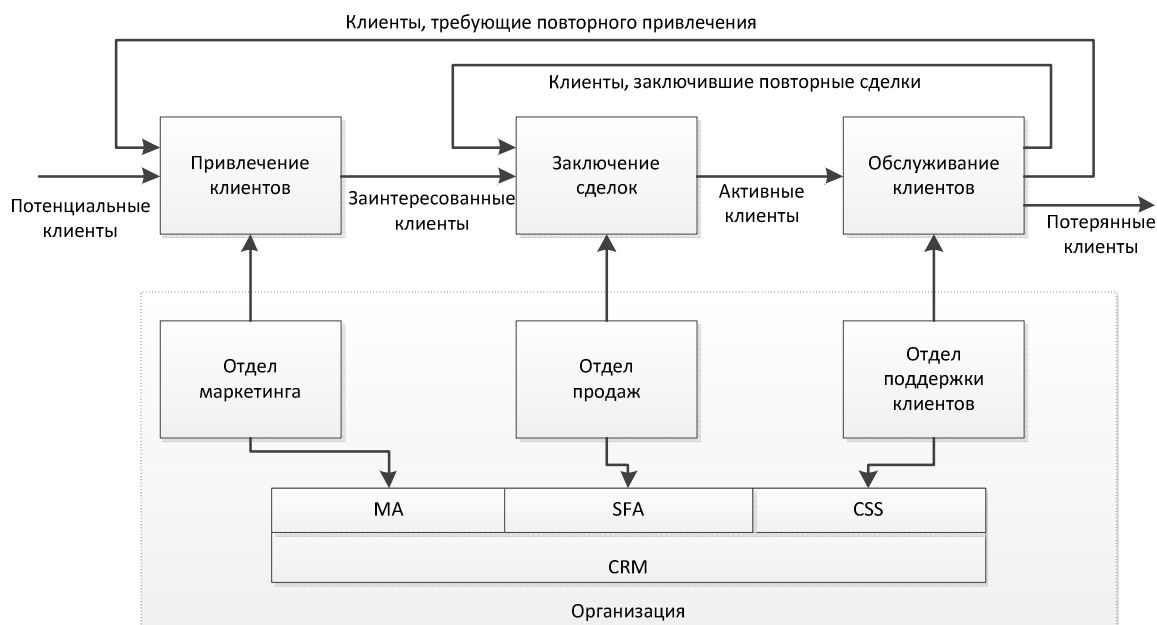 Клиенты, требующие повторного привлечения
Клиенты, заключившие повторные сделки
Привлечение
клиентов
Заключение
сделок
Обслуживание
клиентов
Потенциальные
клиенты
Заинтересованные
клиенты
Активные
клиенты
Потерянные
клиенты
Отдел
маркетинга
Отдел
продаж
Отдел
поддержки
клиентов
MA
SFA
CSS
CRM
Организация